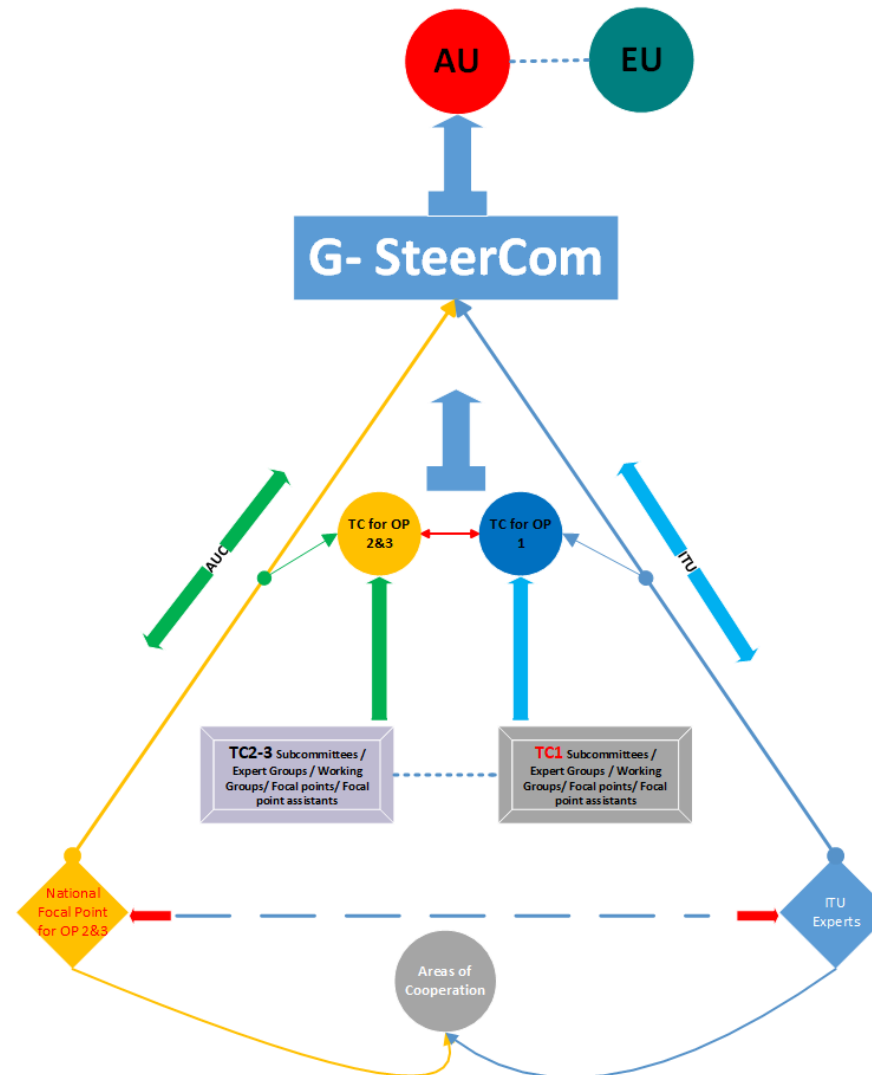 AU
EU
G- SteerCom
AUC
ITU
TC for OP
2&3
TC for OP
1
TC2-3 Subcommittees /
Expert Groups / Working
Groups/ Focal points/ Focal
point assistants
TC1 Subcommittees /
Expert Groups / Working
Groups/ Focal points/ Focal
point assistants
National
Focal Point
for OP 2&3
ITU
Experts
Areas of
Cooperation